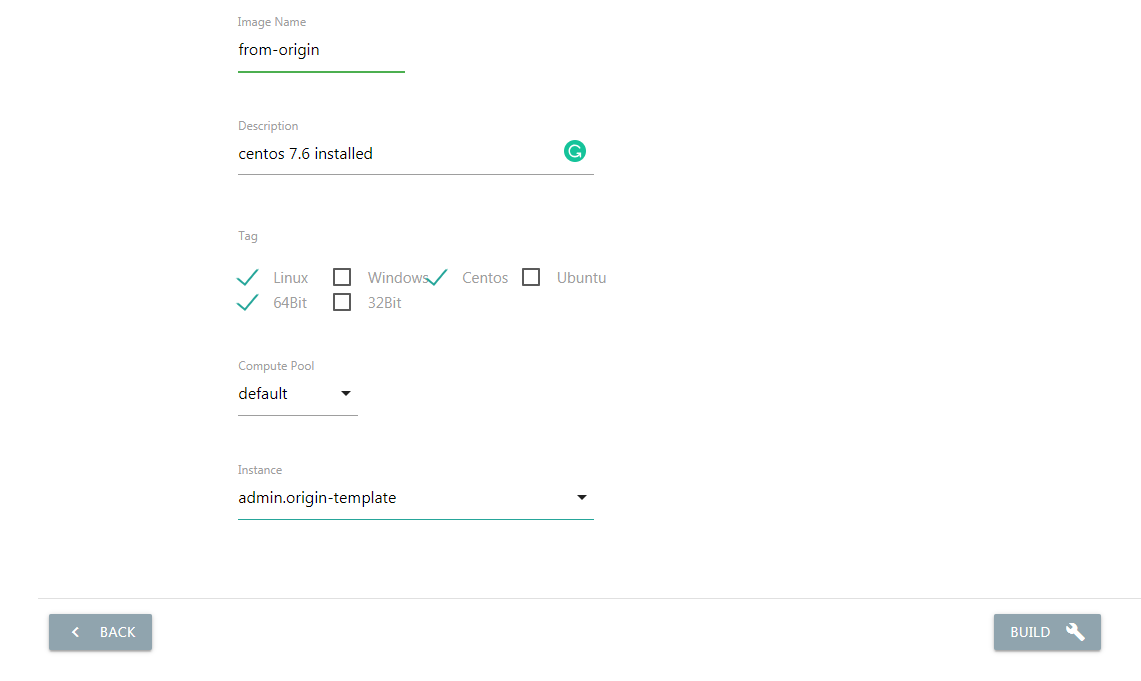 Image Name
from-origin
Description
centos 7.6 installed
Tag
Linux Windows Centos Ubuntu
64Bit 32Bit
Compute Pool
default
Instance
admin.origin-template
BACK BUILD